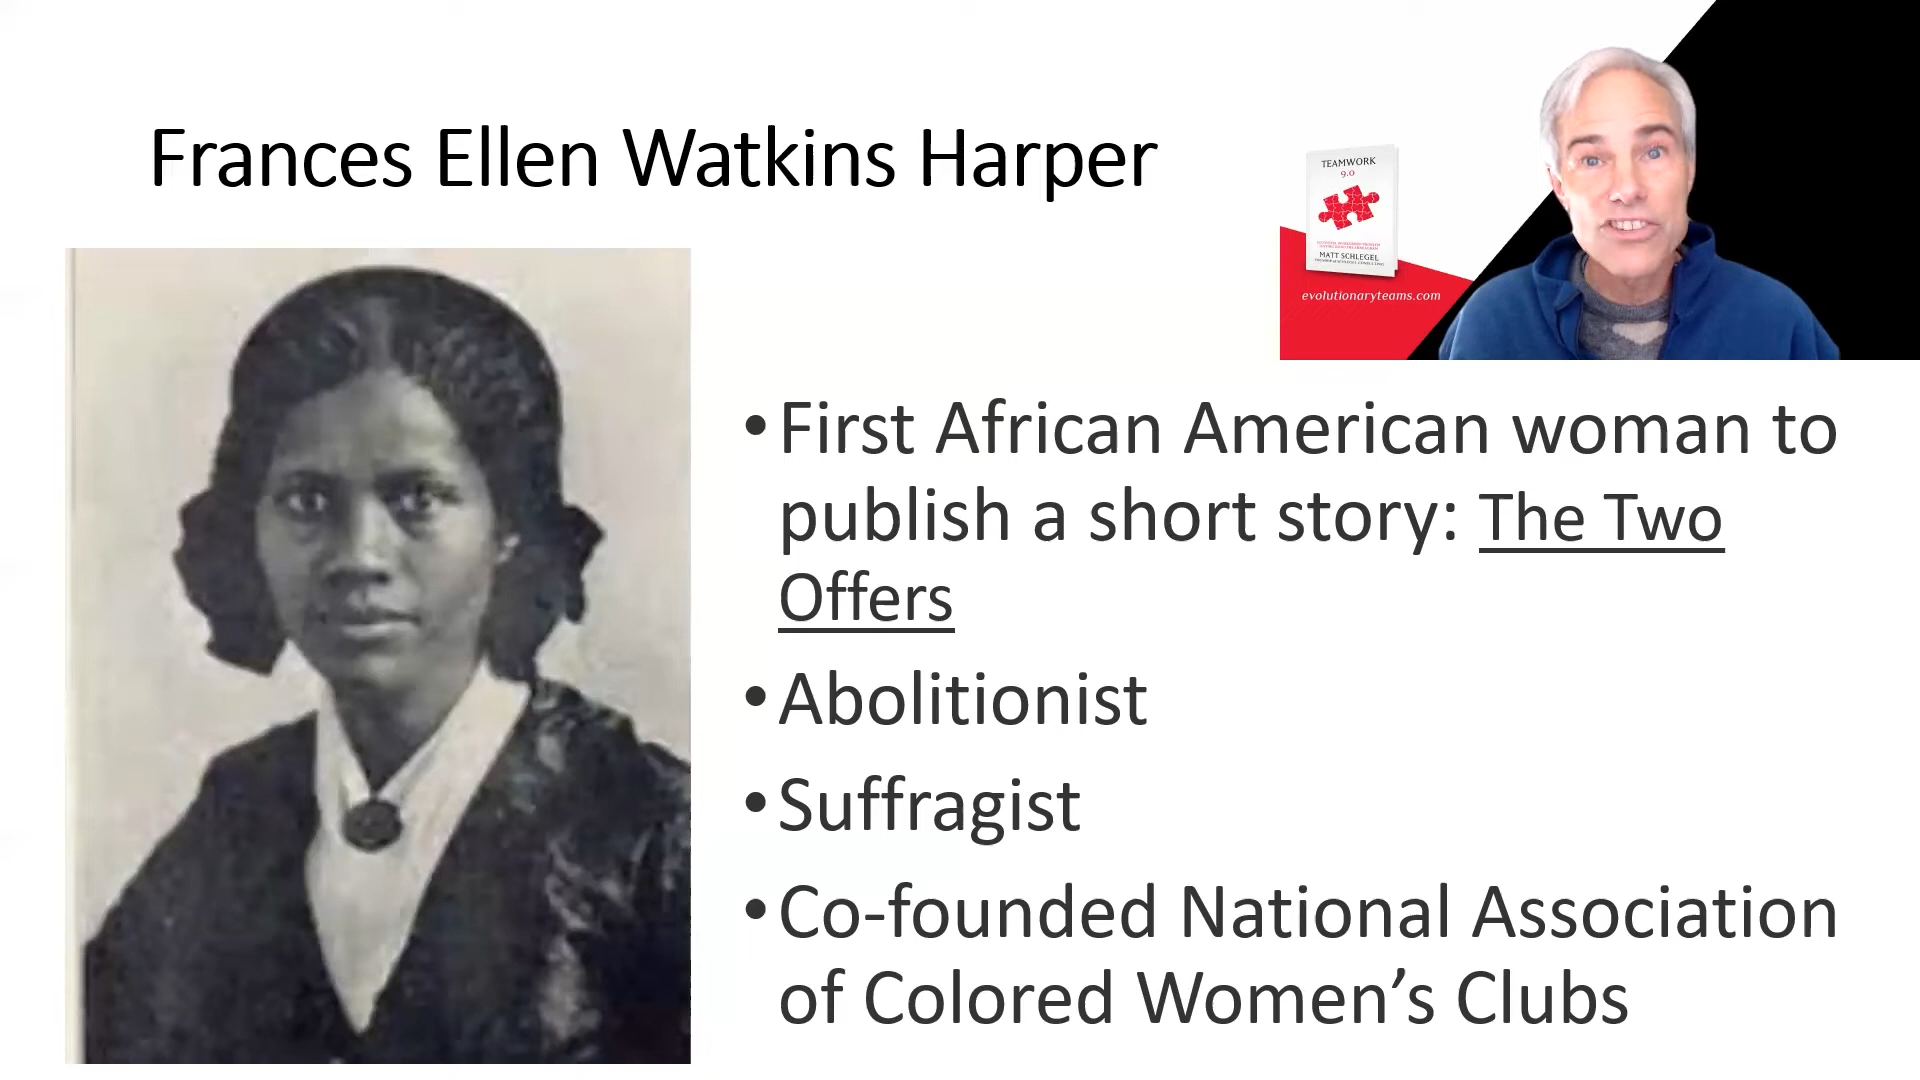 Frances Ellen Watkins Harper
TEAMWORK
9.0
MATT SCHLEGEL
evolutionaryteams.com
•First African American woman to
publish a short story: The Two
Offers
•Abolitionist
•Suffragist
•Co-founded National Association
of Colored Women’s Clubs